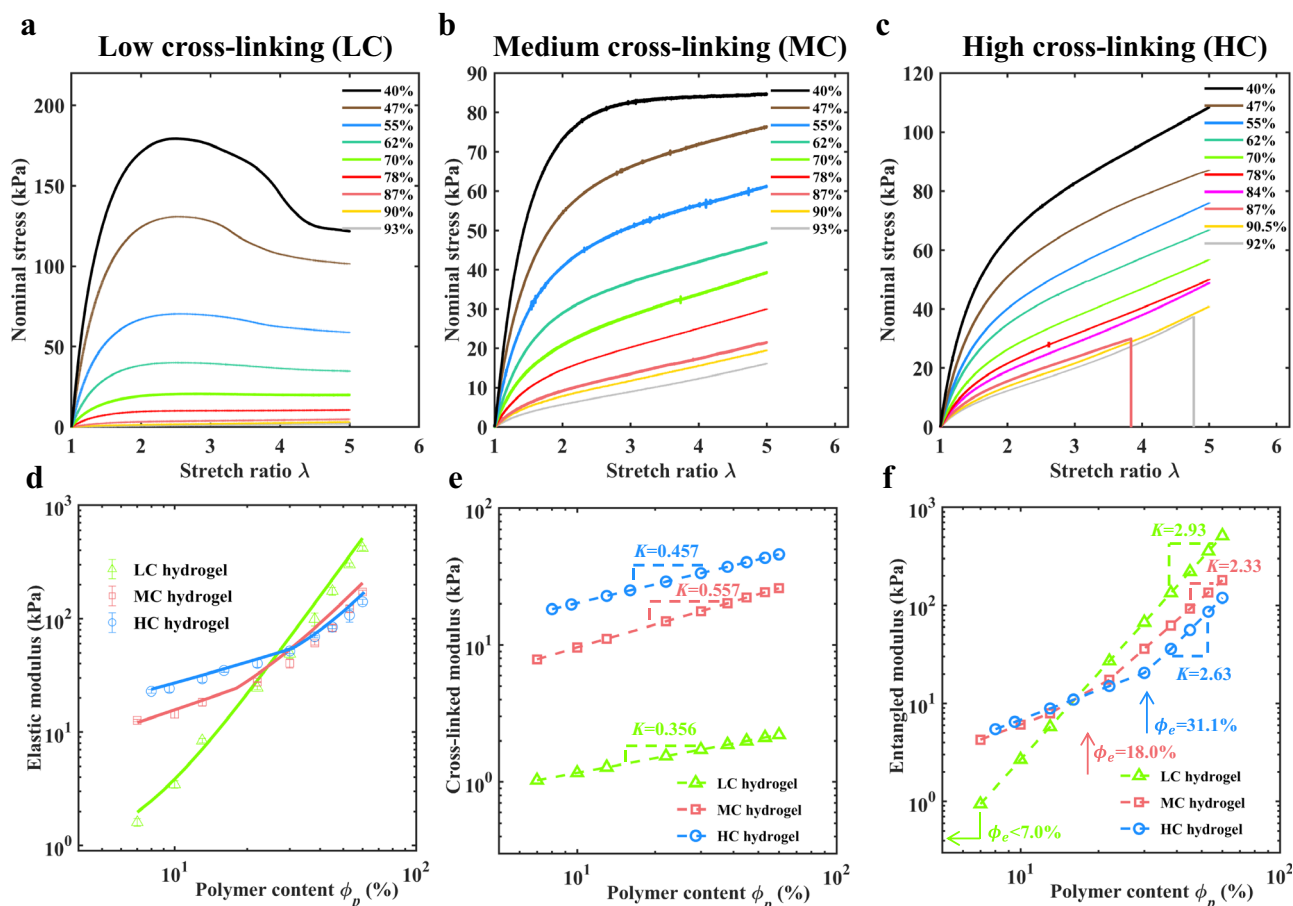 a
Low cross-linking (LC)
Nominal stress (kPa)
200
150
100
50
0
1
2
3
4
5
6
Stretch ratio λ
40%
47%
55%
62%
70%
78%
87%
90%
93%
b
Medium cross-linking (MC)
Nominal stress (kPa)
90
80
70
60
50
40
30
20
10
0
1
2
3
4
5
6
Stretch ratio λ
40%
47%
55%
62%
70%
78%
87%
90%
93%
c
High cross-linking (HC)
Nominal stress (kPa)
120
100
80
60
40
20
0
1
2
3
4
5
6
Stretch ratio λ
40%
47%
55%
62%
70%
78%
84%
87%
90.5%
92%
d
Elastic modulus (kPa)
10³
10²
10¹
10⁰
10¹
10²
Polymer content ϕₚ (%)
LC hydrogel
MC hydrogel
HC hydrogel
e
Cross-linked modulus (kPa)
10²
10¹
10⁰
10¹
10²
Polymer content ϕₚ (%)
K=0.457
K=0.557
K=0.356
LC hydrogel
MC hydrogel
HC hydrogel
f
Entangled modulus (kPa)
10³
10²
10¹
10⁰
10¹
10²
Polymer content ϕₚ (%)
K=2.93
K=2.33
K=2.63
ϕₑ=31.1%
ϕₑ=18.0%
ϕₑ<7.0%
LC hydrogel
MC hydrogel
HC hydrogel